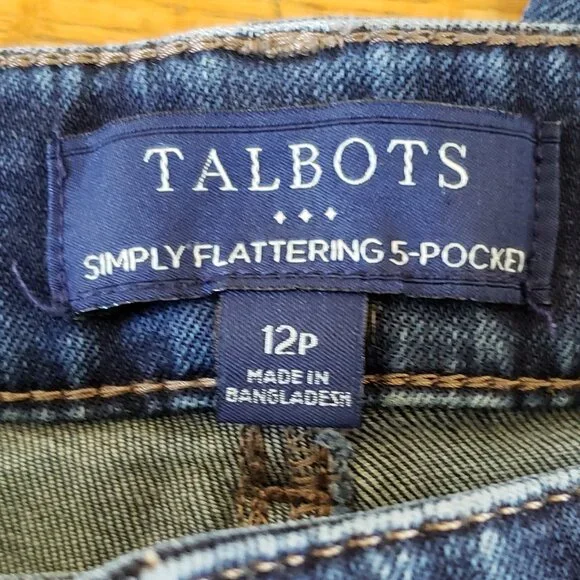 TALBOTS
SIMPLY FLATTERING 5-POCKET
12P
MADE IN
BANGLADESH